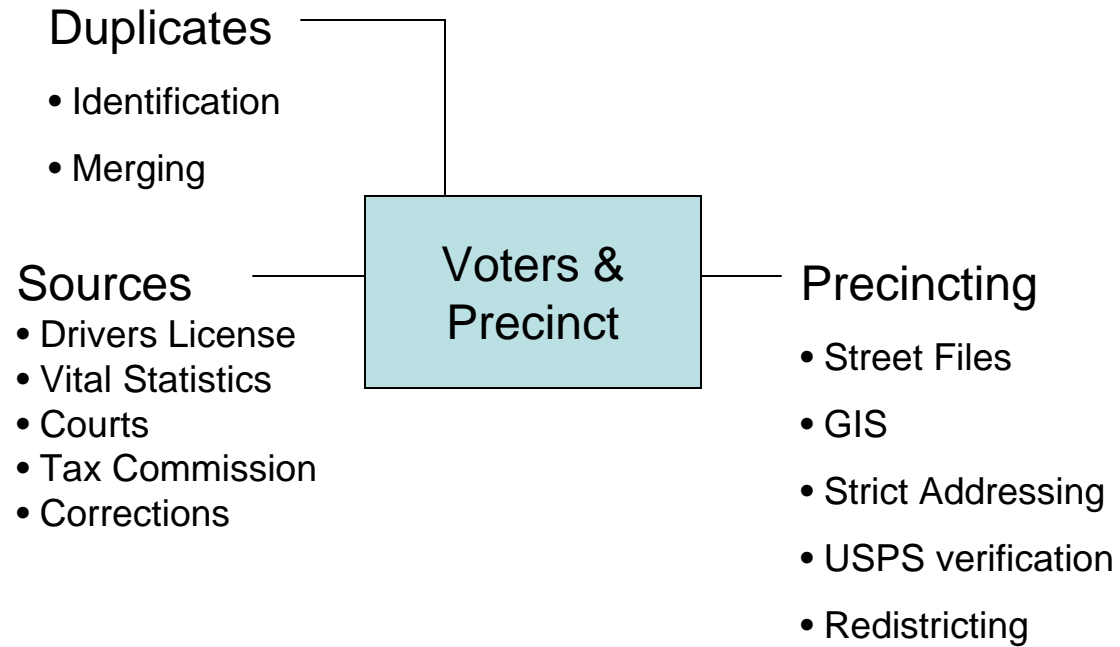 Duplicates
• Identification
• Merging
Voters &
Precinct
Sources
• Drivers License
• Vital Statistics
• Courts
• Tax Commission
• Corrections
Precincting
• Street Files
• GIS
• Strict Addressing
• USPS verification
• Redistricting